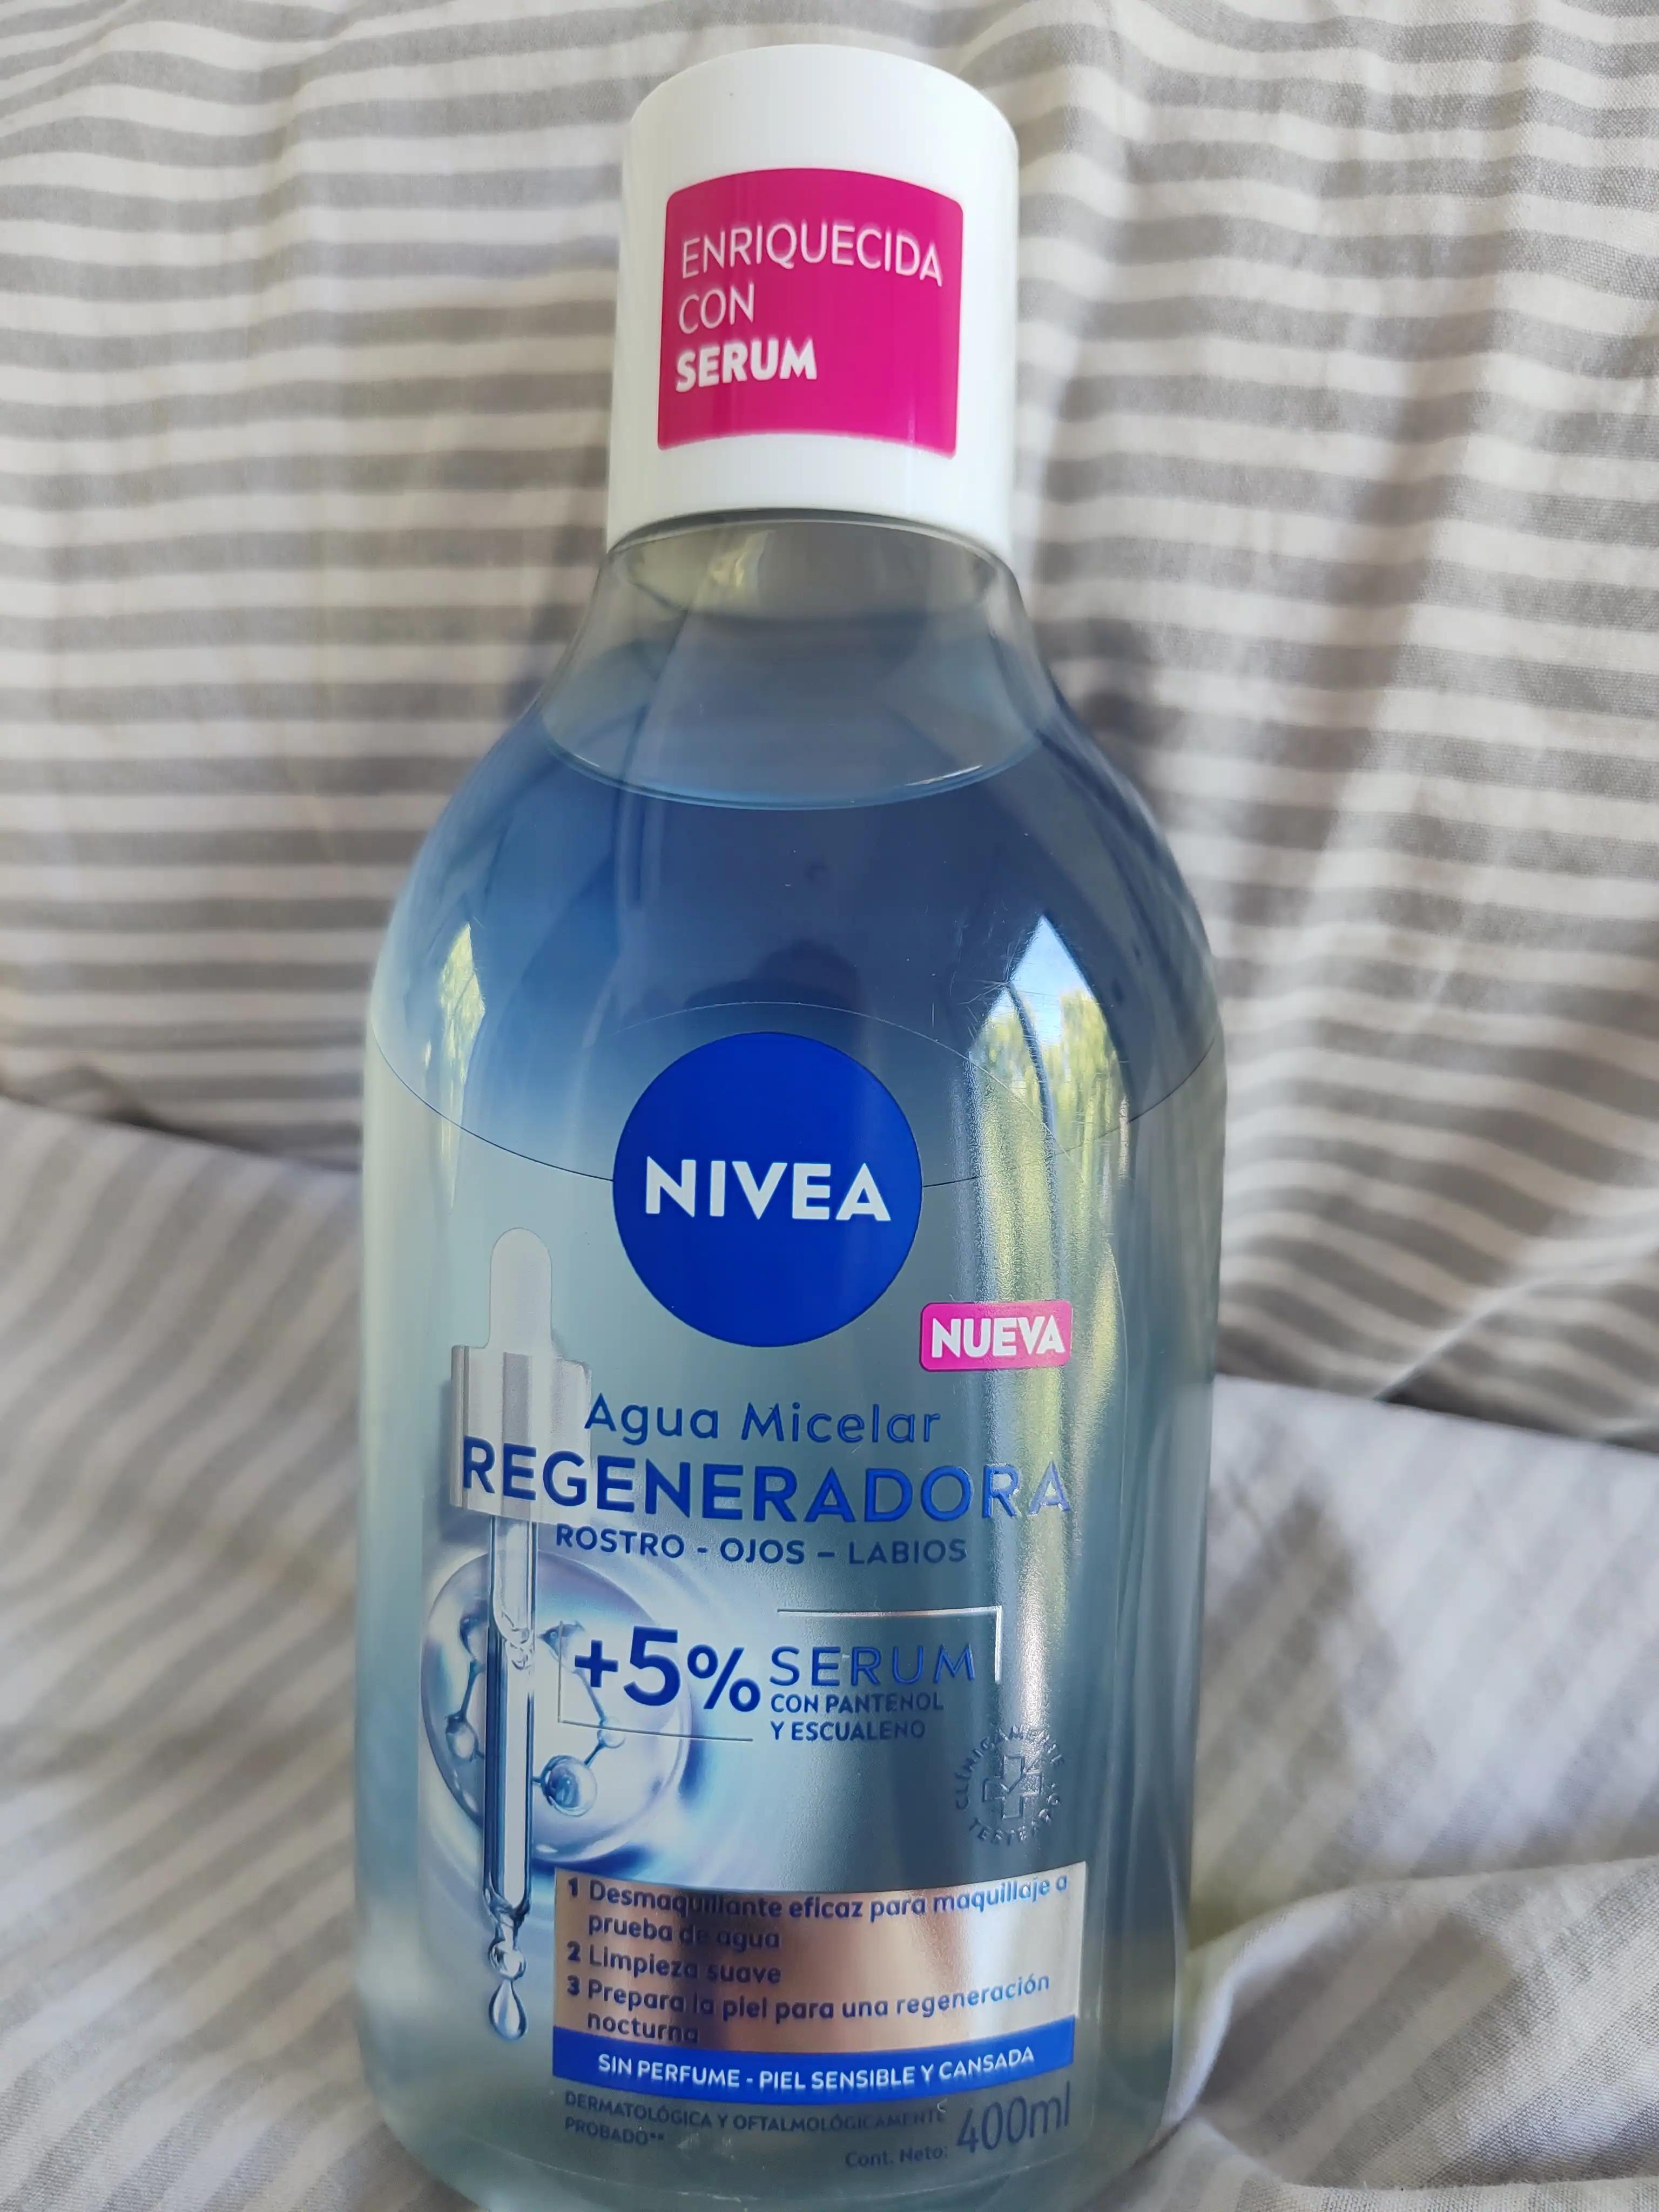 ENRIQUECIDA
CON
SERUM
NIVEA
NUEVA
Agua Micelar
REGENERADORA
ROSTRO - OJOS – LABIOS
+5% SERUM
CON PANTENOL
Y ESCUALENO
CLÍNICAMENTE
TESTEADO
1 Desmaquillante eficaz para maquillaje a
prueba de agua
2 Limpieza suave
3 Prepara la piel para una regeneración
nocturna
SIN PERFUME - PIEL SENSIBLE Y CANSADA
DERMATOLÓGICA Y OFTALMOLÓGICAMENTE
PROBADO**
Cont. Neto: 400ml